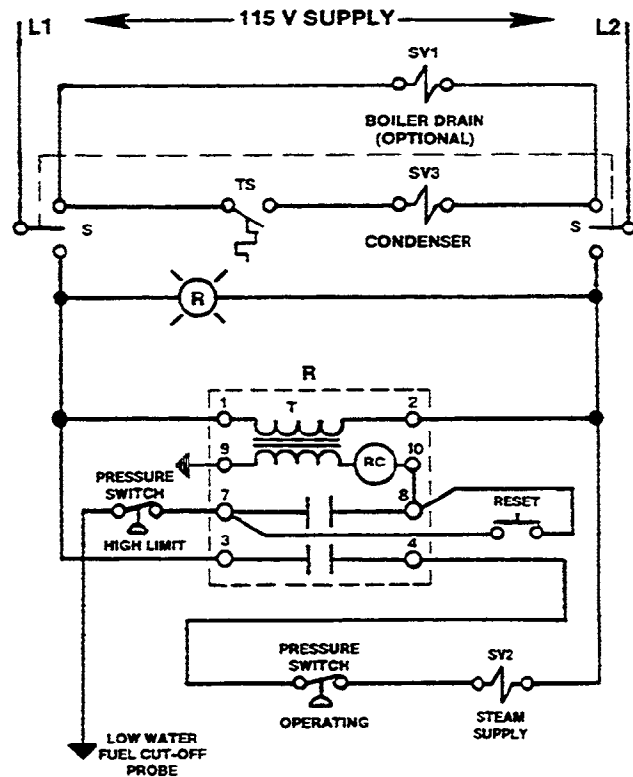 115 V SUPPLY
L1
L2
SV1
BOILER DRAIN
(OPTIONAL)
TS
SV3
S
S
CONDENSER
R
R
1
T
2
9
RC
10
PRESSURE
SWITCH
7
8
RESET
HIGH LIMIT
3
4
PRESSURE
SWITCH
SV2
OPERATING
STEAM
SUPPLY
LOW WATER
FUEL CUT-OFF
PROBE